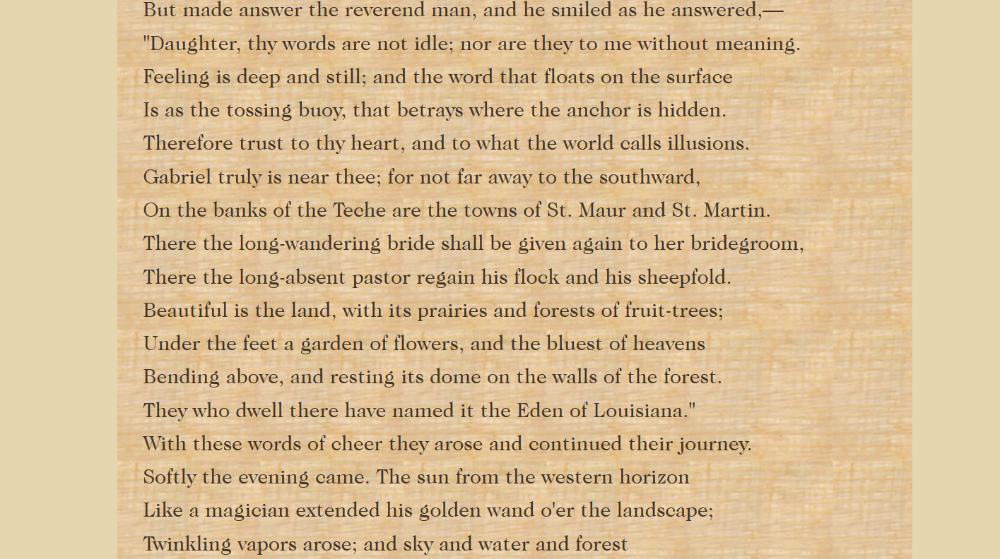 But made answer the reverend man, and he smiled as he answered,—
"Daughter, thy words are not idle; nor are they to me without meaning.
Feeling is deep and still; and the word that floats on the surface
Is as the tossing buoy, that betrays where the anchor is hidden.
Therefore trust to thy heart, and to what the world calls illusions.
Gabriel truly is near thee; for not far away to the southward,
On the banks of the Teche are the towns of St. Maur and St. Martin.
There the long-wandering bride shall be given again to her bridegroom,
There the long-absent pastor regain his flock and his sheepfold.
Beautiful is the land, with its prairies and forests of fruit-trees;
Under the feet a garden of flowers, and the bluest of heavens
Bending above, and resting its dome on the walls of the forest.
They who dwell there have named it the Eden of Louisiana."
With these words of cheer they arose and continued their journey.
Softly the evening came. The sun from the western horizon
Like a magician extended his golden wand o'er the landscape;
Twinkling vapors arose; and sky and water and forest